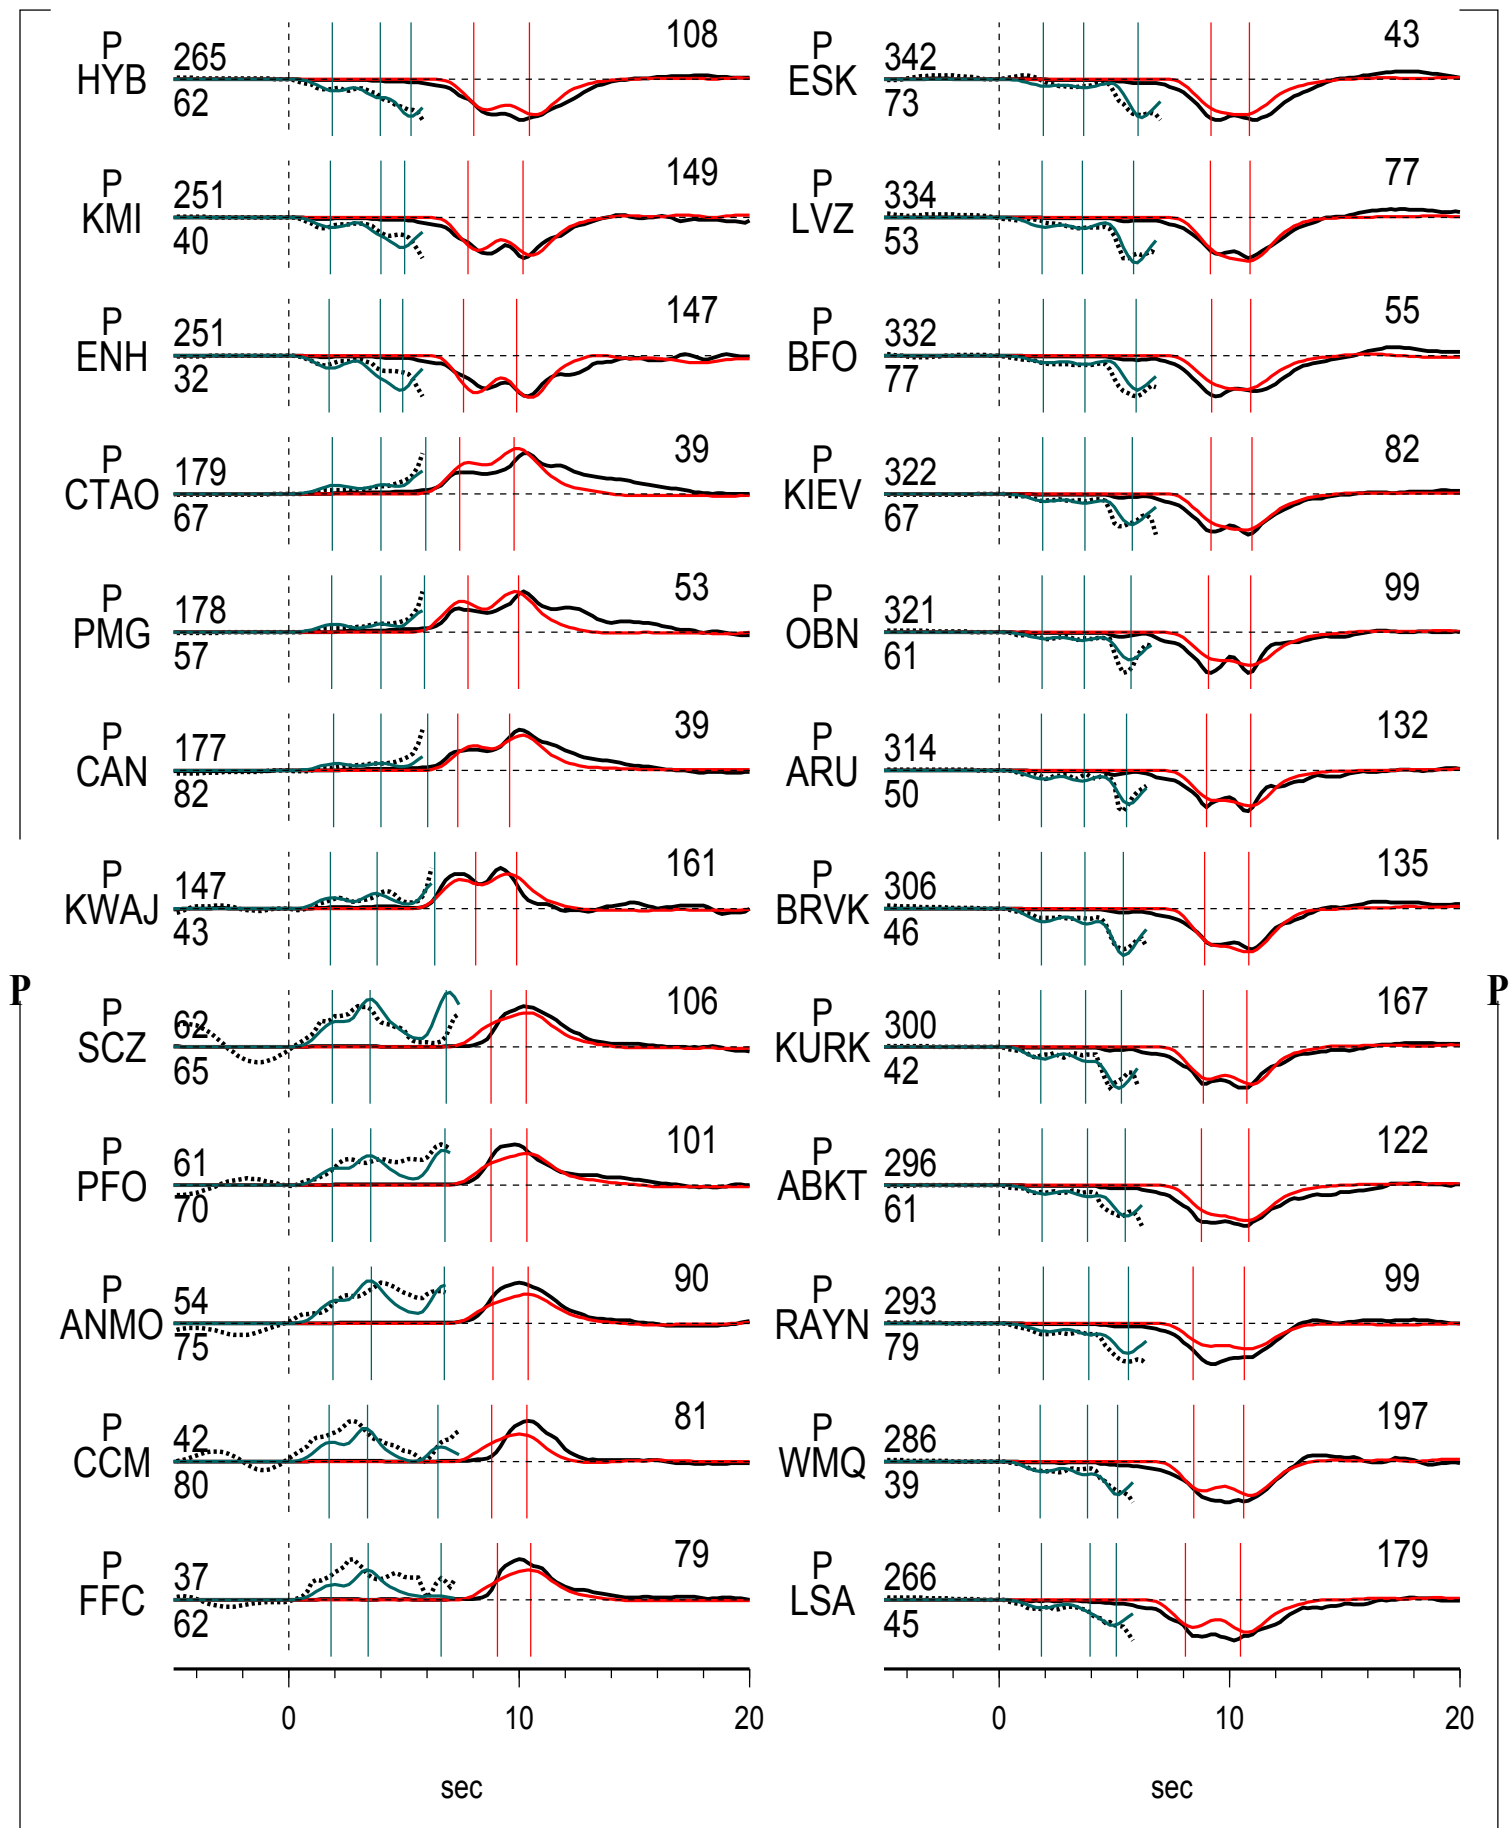 P
HYB
265
62
108
P
KMI
251
40
149
P
ENH
251
32
147
P
CTAO
179
67
39
P
PMG
178
57
53
P
CAN
177
82
39
P
KWAJ
147
43
161
P
SCZ
62
65
106
P
PFO
61
70
101
P
ANMO
54
75
90
P
CCM
42
80
81
P
FFC
37
62
79
0 10 20
sec
P
ESK
342
73
43
P
LVZ
334
53
77
P
BFO
332
77
55
P
KIEV
322
67
82
P
OBN
321
61
99
P
ARU
314
50
132
P
BRVK
306
46
135
P
KURK
300
42
167
P
ABKT
296
61
122
P
RAYN
293
79
99
P
WMQ
286
39
197
P
LSA
266
45
179
0 10 20
sec
P
P